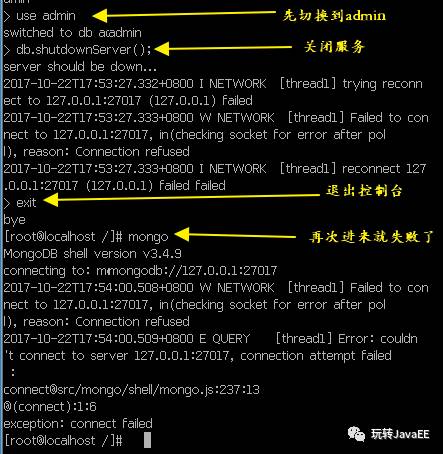 > use admin
先切换到admin
switched to db aadmin
> db.shutdownServer();
关闭服务
server should be down...
2017-10-22T17:53:27.332+0800 I NETWORK  [thread1] trying reconn
ect to 127.0.0.1:27017 (127.0.0.1) failed
2017-10-22T17:53:27.333+0800 W NETWORK  [thread1] Failed to con
nect to 127.0.0.1:27017, in(checking socket for error after pol
l), reason: Connection refused
2017-10-22T17:53:27.333+0800 I NETWORK  [thread1] reconnect 127
.0.0.1:27017 (127.0.0.1) failed failed
> exit
退出控制台
bye
[root@localhost /]# mongo
再次进来就失败了
MongoDB shell version v3.4.9
connecting to: mimongodb://127.0.0.1:27017
2017-10-22T17:54:00.508+0800 W NETWORK  [thread1] Failed to con
nect to 127.0.0.1:27017, in(checking socket for error after pol
l), reason: Connection refused
2017-10-22T17:54:00.509+0800 E QUERY    [thread1] Error: couldn
't connect to server 127.0.0.1:27017, connection attempt failed
:
connect@src/mongo/shell/mongo.js:237:13
@(connect):1:6
exception: connect failed
[root@localhost /]#
玩转JavaEE